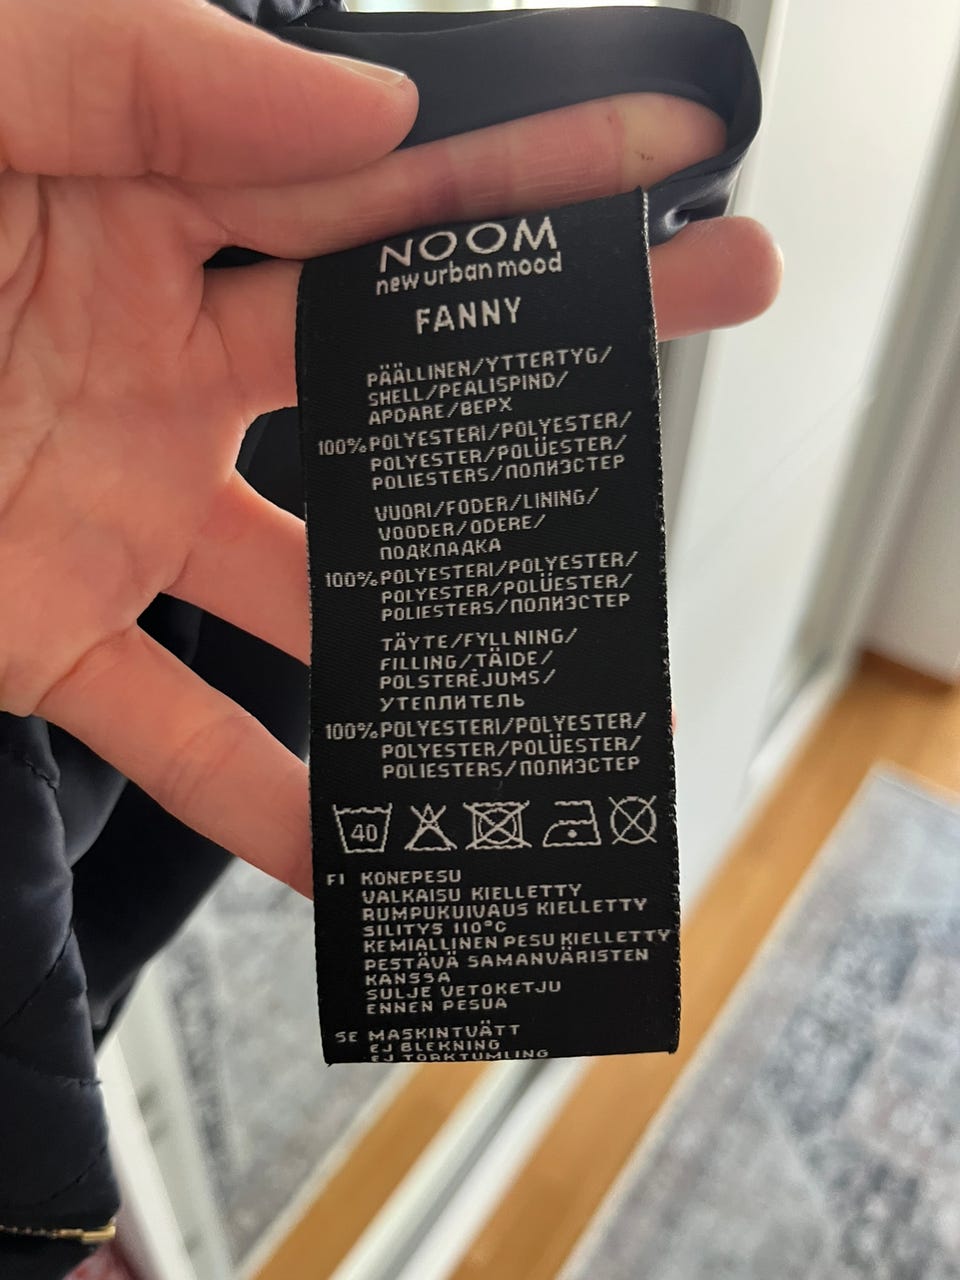 NOOM
new urban mood
FANNY
PÄÄLLINEN/YTTERTYG/
SHELL/PEALISPIND/
APDARE/ВЕРХ
100% POLYESTERI/POLYESTER/
POLYESTER/POLÜESTER/
POLIESTERS/ПОЛИЭСТЕР
VUORI/FODER/LINING/
VOODER/ODERE/
ПОДКЛАДКА
100% POLYESTERI/POLYESTER/
POLYESTER/POLÜESTER/
POLIESTERS/ПОЛИЭСТЕР
TÄYTE/FYLLNING/
FILLING/TÄIDE/
POLSTERĒJUMS/
УТЕПЛИТЕЛЬ
100% POLYESTERI/POLYESTER/
POLYESTER/POLÜESTER/
POLIESTERS/ПОЛИЭСТЕР
40
FI KONEPESU
VALKAISU KIELLETTY
RUMPUKUIVAUS KIELLETTY
SILITYS 110°C
KEMIALLINEN PESU KIELLETTY
PESTÄVÄ SAMANVÄRISTEN
KANSSA
SULJE VETOKETJU
ENNEN PESUA
SE MASKINTVÄTT
EJ BLEKNING
EJ TORKTUMLING